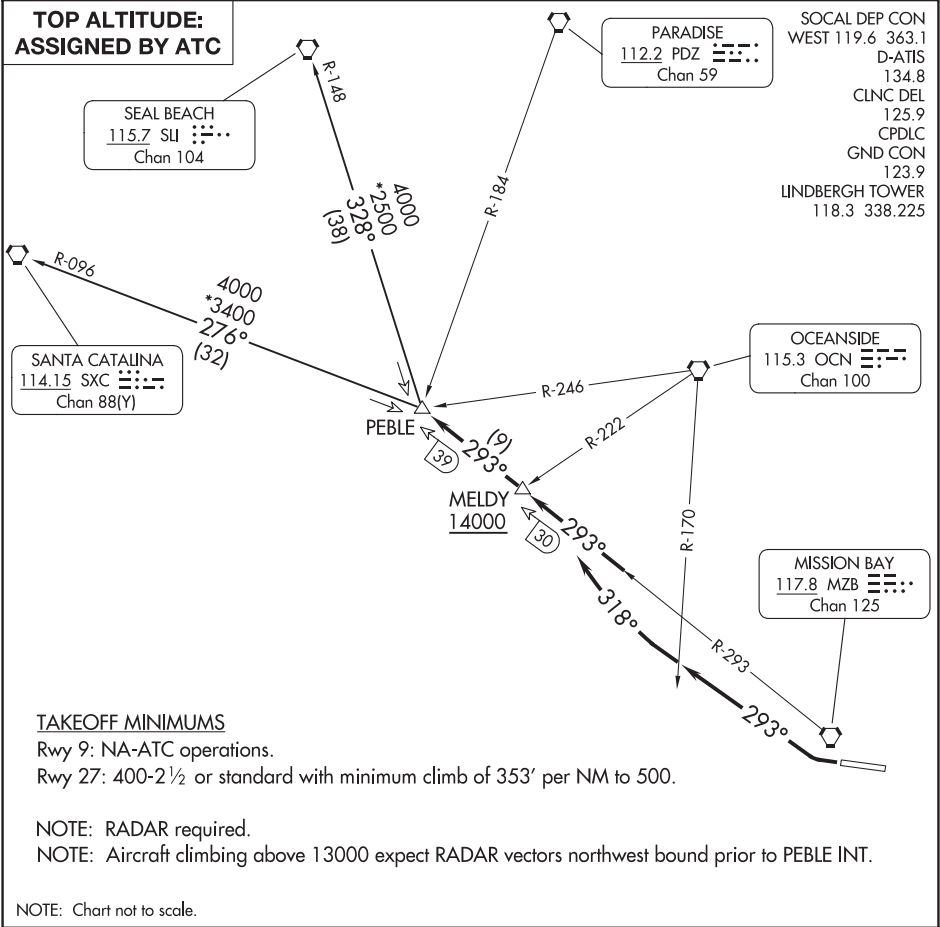 TOP ALTITUDE:
ASSIGNED BY ATC
SOCAL DEP CON
WEST 119.6 363.1
D-ATIS
134.8
CLNC DEL
125.9
CPDLC
GND CON
123.9
LINDBERGH TOWER
118.3 338.225
PARADISE
112.2 PDZ
Chan 59
SEAL BEACH
115.7 SLI
Chan 104
R-148
R-184
4000
*2500
328°
(38)
R-096
4000
*3400
276°
(32)
SANTA CATALINA
114.15 SXC
Chan 88(Y)
OCEANSIDE
115.3 OCN
Chan 100
R-246
R-222
R-170
PEBLE
39
(9)
293°
MELDY
14000
30
293°
318°
MISSION BAY
117.8 MZB
Chan 125
R-293
293°
TAKEOFF MINIMUMS
Rwy 9: NA-ATC operations.
Rwy 27: 400-2½ or standard with minimum climb of 353' per NM to 500.
NOTE: RADAR required.
NOTE: Aircraft climbing above 13000 expect RADAR vectors northwest bound prior to PEBLE INT.
NOTE: Chart not to scale.